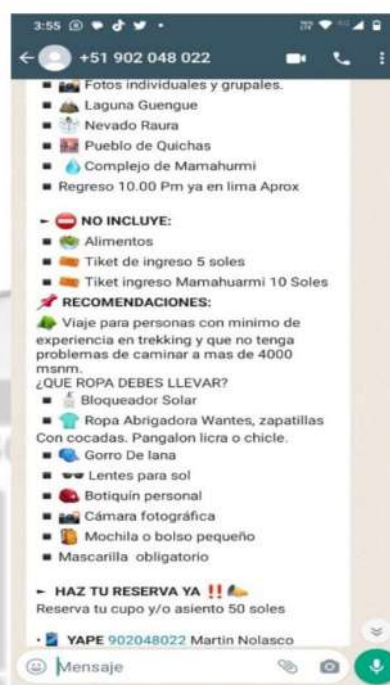 3:55
+51 902 048 022
Fotos individuales y grupales.
Laguna Guengue
Nevado Raura
Pueblo de Quichas
Complejo de Mamahurmi
Regreso 10.00 Pm ya en lima Aprox
- NO INCLUYE:
Alimentos
Tiket de ingreso 5 soles
Tiket ingreso Mamahuarmi 10 Soles
RECOMENDACIONES:
Viaje para personas con minimo de
experiencia en trekking y que no tenga
problemas de caminar a mas de 4000
msnm.
¿QUE ROPA DEBES LLEVAR?
Bloqueador Solar
Ropa Abrigadora Wantes, zapatillas
Con cocadas. Pangalon licra o chicle.
Gorro De lana
Lentes para sol
Botiquín personal
Cámara fotográfica
Mochila o bolso pequeño
Mascarilla obligatorio
- HAZ TU RESERVA YA ‼
Reserva tu cupo y/o asiento 50 soles
YAPE 902048022 Martin Nolasco
Mensaje